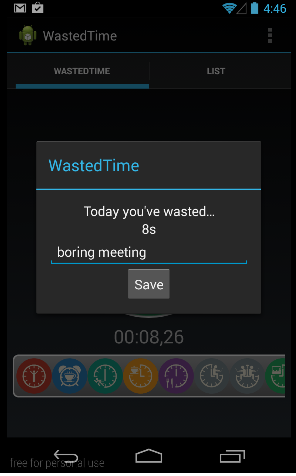 4:46
WastedTime
WASTEDTIME
LIST
WastedTime
Today you've wasted...
8s
boring meeting
Save
00:08,26
free for personal use